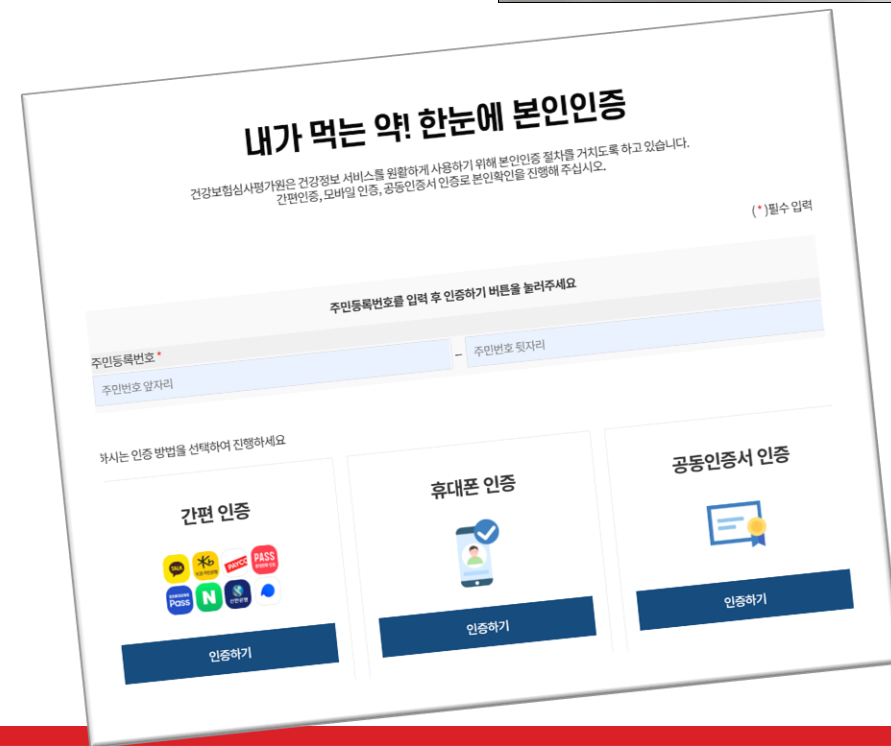 내가 먹는 약! 한눈에 본인인증
건강보험심사평가원은 건강정보 서비스를 원활하게 사용하기 위해 본인인증 절차를 거치도록 하고 있습니다.
간편인증, 모바일 인증, 공동인증서 인증로 본인확인을 진행해 주십시오.
(*)필수 입력
주민등록번호를 입력 후 인증하기 버튼을 눌러주세요
주민등록번호 *
주민번호 앞자리 - 주민번호 뒷자리
하시는 인증 방법을 선택하여 진행하세요
간편 인증
TALK
PAYCO
PASS
SAMSUNG Pass
N
신한은행
인증하기
휴대폰 인증
인증하기
공동인증서 인증
인증하기